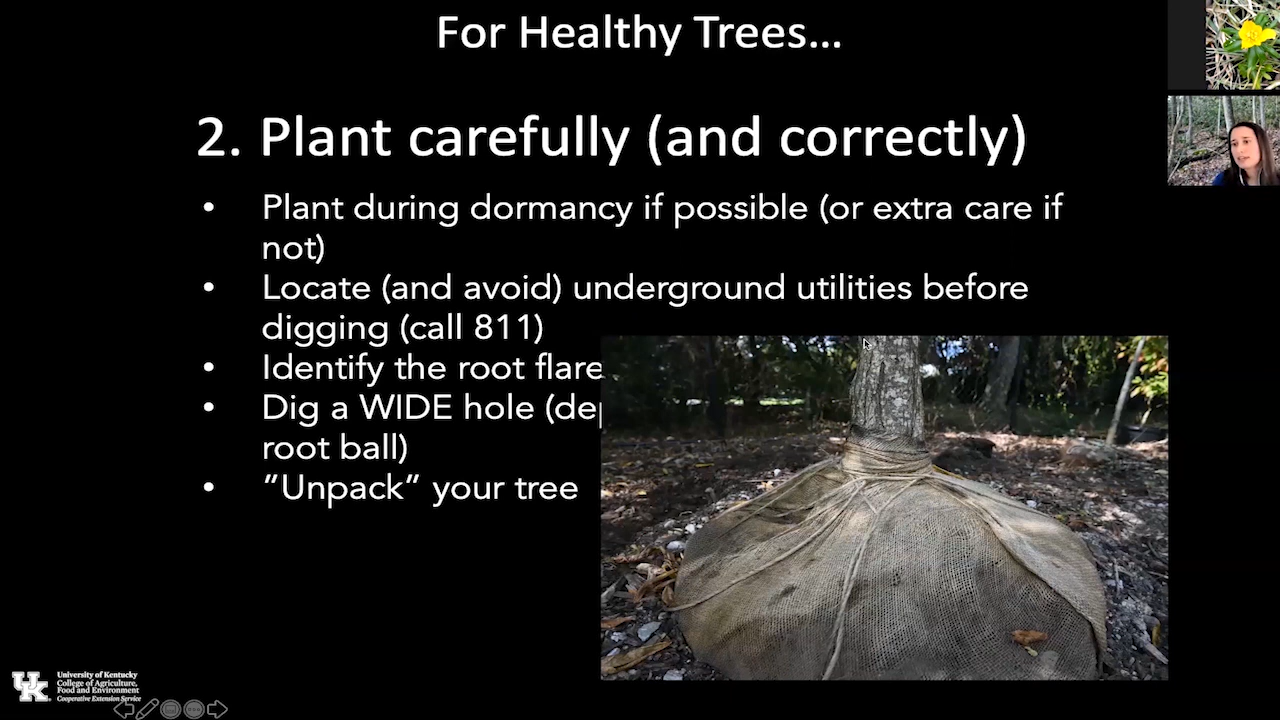 For Healthy Trees...
2. Plant carefully (and correctly)
• Plant during dormancy if possible (or extra care if
not)
• Locate (and avoid) underground utilities before
digging (call 811)
• Identify the root flare
• Dig a WIDE hole
root ball)
• ”Unpack” your tree
UK
University of Kentucky
College of Agriculture,
Food and Environment
Cooperative Extension Service